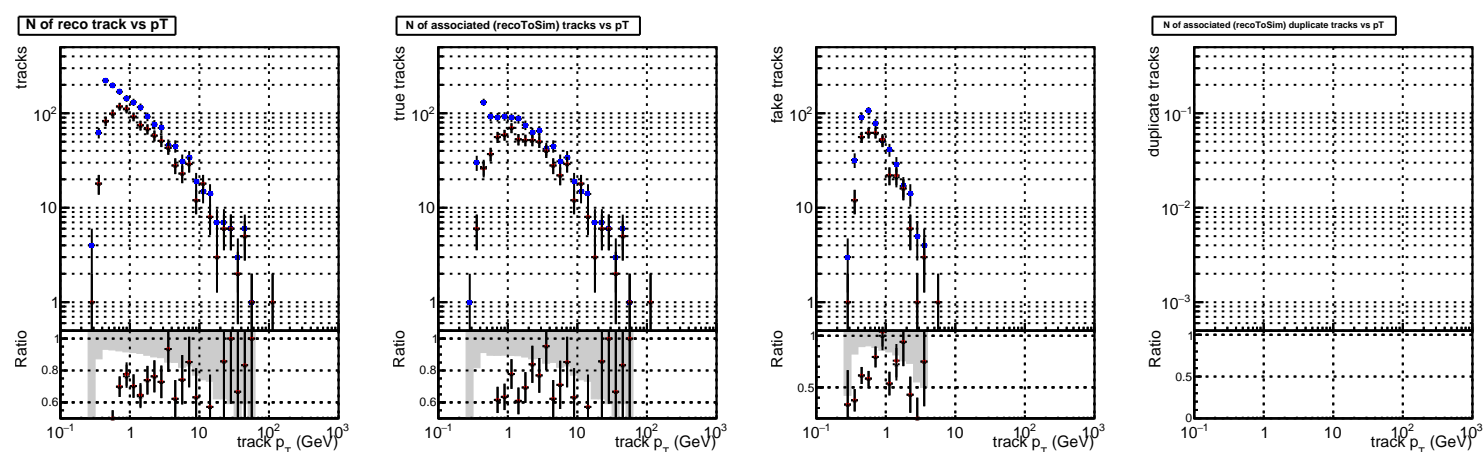 N of reco track vs pT
tracks
10²
10
1
Ratio
1
0.8
0.6
10⁻¹ 1 10 10² 10³
track p_T (GeV)
N of associated (recoToSim) tracks vs pT
true tracks
10²
10
1
Ratio
1
0.8
0.6
10⁻¹ 1 10 10² 10³
track p_T (GeV)
fake tracks
10²
10
1
Ratio
1
0.5
10⁻¹ 1 10 10² 10³
track p_T (GeV)
N of associated (recoToSim) duplicate tracks vs pT
duplicate tracks
10⁻¹
10⁻²
10⁻³
Ratio
1
0.5
0
10⁻¹ 1 10 10² 10³
track p_T (GeV)